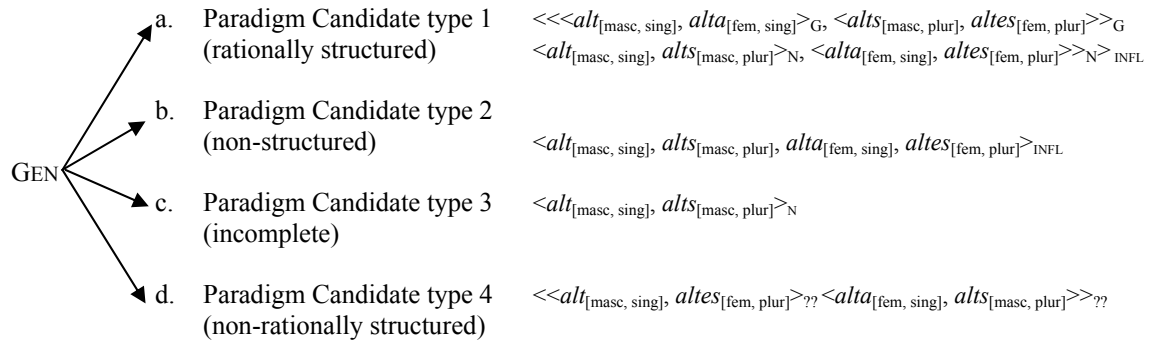 a. Paradigm Candidate type 1 <<<alt[masc, sing], alta[fem, sing]>G, <alts[masc, plur], altes[fem, plur]>>G
(rationally structured) <alt[masc, sing], alts[masc, plur]>N, <alta[fem, sing], altes[fem, plur]>>N> INFL
b. Paradigm Candidate type 2
(non-structured) <alt[masc, sing], alts[masc, plur], alta[fem, sing], altes[fem, plur]>INFL
GEN
c. Paradigm Candidate type 3 <alt[masc, sing], alts[masc, plur]>N
(incomplete)
d. Paradigm Candidate type 4 <<alt[masc, sing], altes[fem, plur]>?? <alta[fem, sing], alts[masc, plur]>>??
(non-rationally structured)